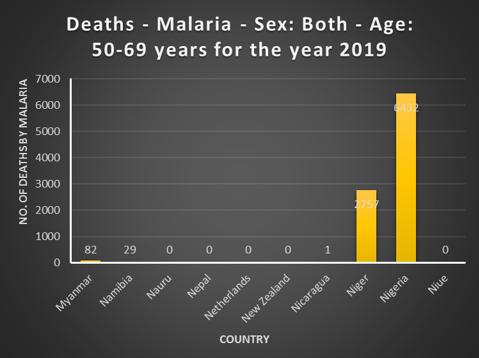 Deaths - Malaria - Sex: Both - Age:
50-69 years for the year 2019
NO. OF DEATHS BY MALARIA
7000
6000
5000
4000
3000
2000
1000
0
82
29
0
0
0
0
1
2757
6432
0
Myanmar
Namibia
Nauru
Nepal
Netherlands
New Zealand
Nicaragua
Niger
Nigeria
Niue
COUNTRY